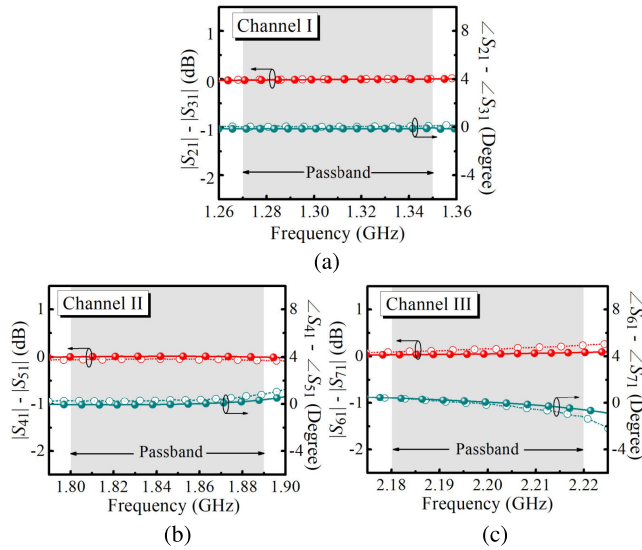 Channel I
|S21| - |S31| (dB)
1
0
-1
-2
8
4
0
-4
∠S21 - ∠S31 (Degree)
Passband
1.26 1.28 1.30 1.32 1.34 1.36
Frequency (GHz)
(a)
Channel II
|S41| - |S51| (dB)
1
0
-1
-2
8
4
0
-4
∠S41 - ∠S51 (Degree)
Passband
1.80 1.82 1.84 1.86 1.88 1.90
Frequency (GHz)
(b)
Channel III
|S61| - |S71| (dB)
1
0
-1
-2
8
4
0
-4
∠S61 - ∠S71 (Degree)
Passband
2.18 2.19 2.20 2.21 2.22
Frequency (GHz)
(c)